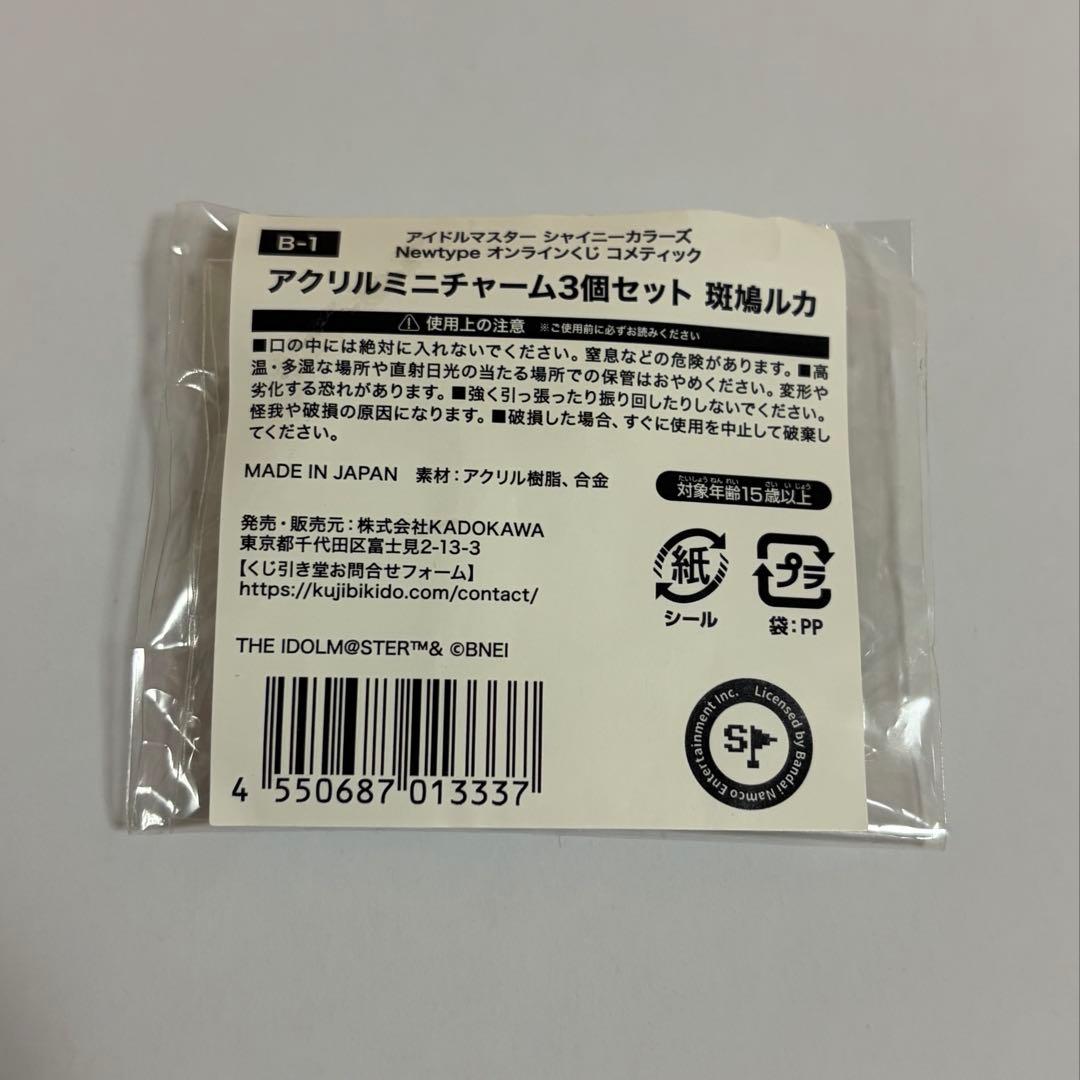 B-1
アイドルマスター シャイニーカラーズ
Newtype オンラインくじ コメティック
アクリルミニチャーム3個セット 斑鳩ルカ
使用上の注意 ※ご使用前に必ずお読みください
■口の中には絶対に入れないでください。窒息などの危険があります。■高
温・多湿な場所や直射日光の当たる場所での保管はおやめください。変形や
劣化する恐れがあります。■強く引っ張ったり振り回したりしないでください。
怪我や破損の原因になります。■破損した場合、すぐに使用を中止して破棄し
てください。
MADE IN JAPAN 素材：アクリル樹脂、合金
たいしょうねんれい さいいじょう
対象年齢15歳以上
発売・販売元：株式会社KADOKAWA
東京都千代田区富士見2-13-3
【くじ引き堂お問合せフォーム】
https://kujibikido.com/contact/
紙
シール
プラ
袋：PP
THE IDOLM@STER™& ©BNEI
4 550687 013337
Licensed by Bandai Namco Entertainment Inc.
S